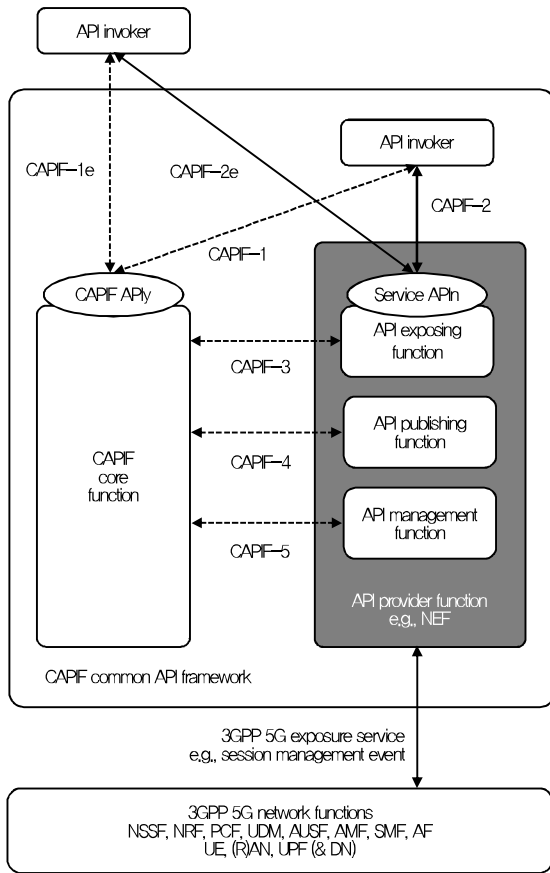 API invoker
API invoker
CAPIF-1e
CAPIF-2e
CAPIF-2
CAPIF-1
CAPIF APIy
Service APIn
API exposing
function
CAPIF-3
API publishing
function
CAPIF-4
CAPIF
core
function
API management
function
CAPIF-5
API provider function
e.g., NEF
CAPIF common API framework
3GPP 5G exposure service
e.g., session management event
3GPP 5G network functions
NSSF, NRF, PCF, UDM, AUSF, AMF, SMF, AF
UE, (R)AN, UPF (& DN)